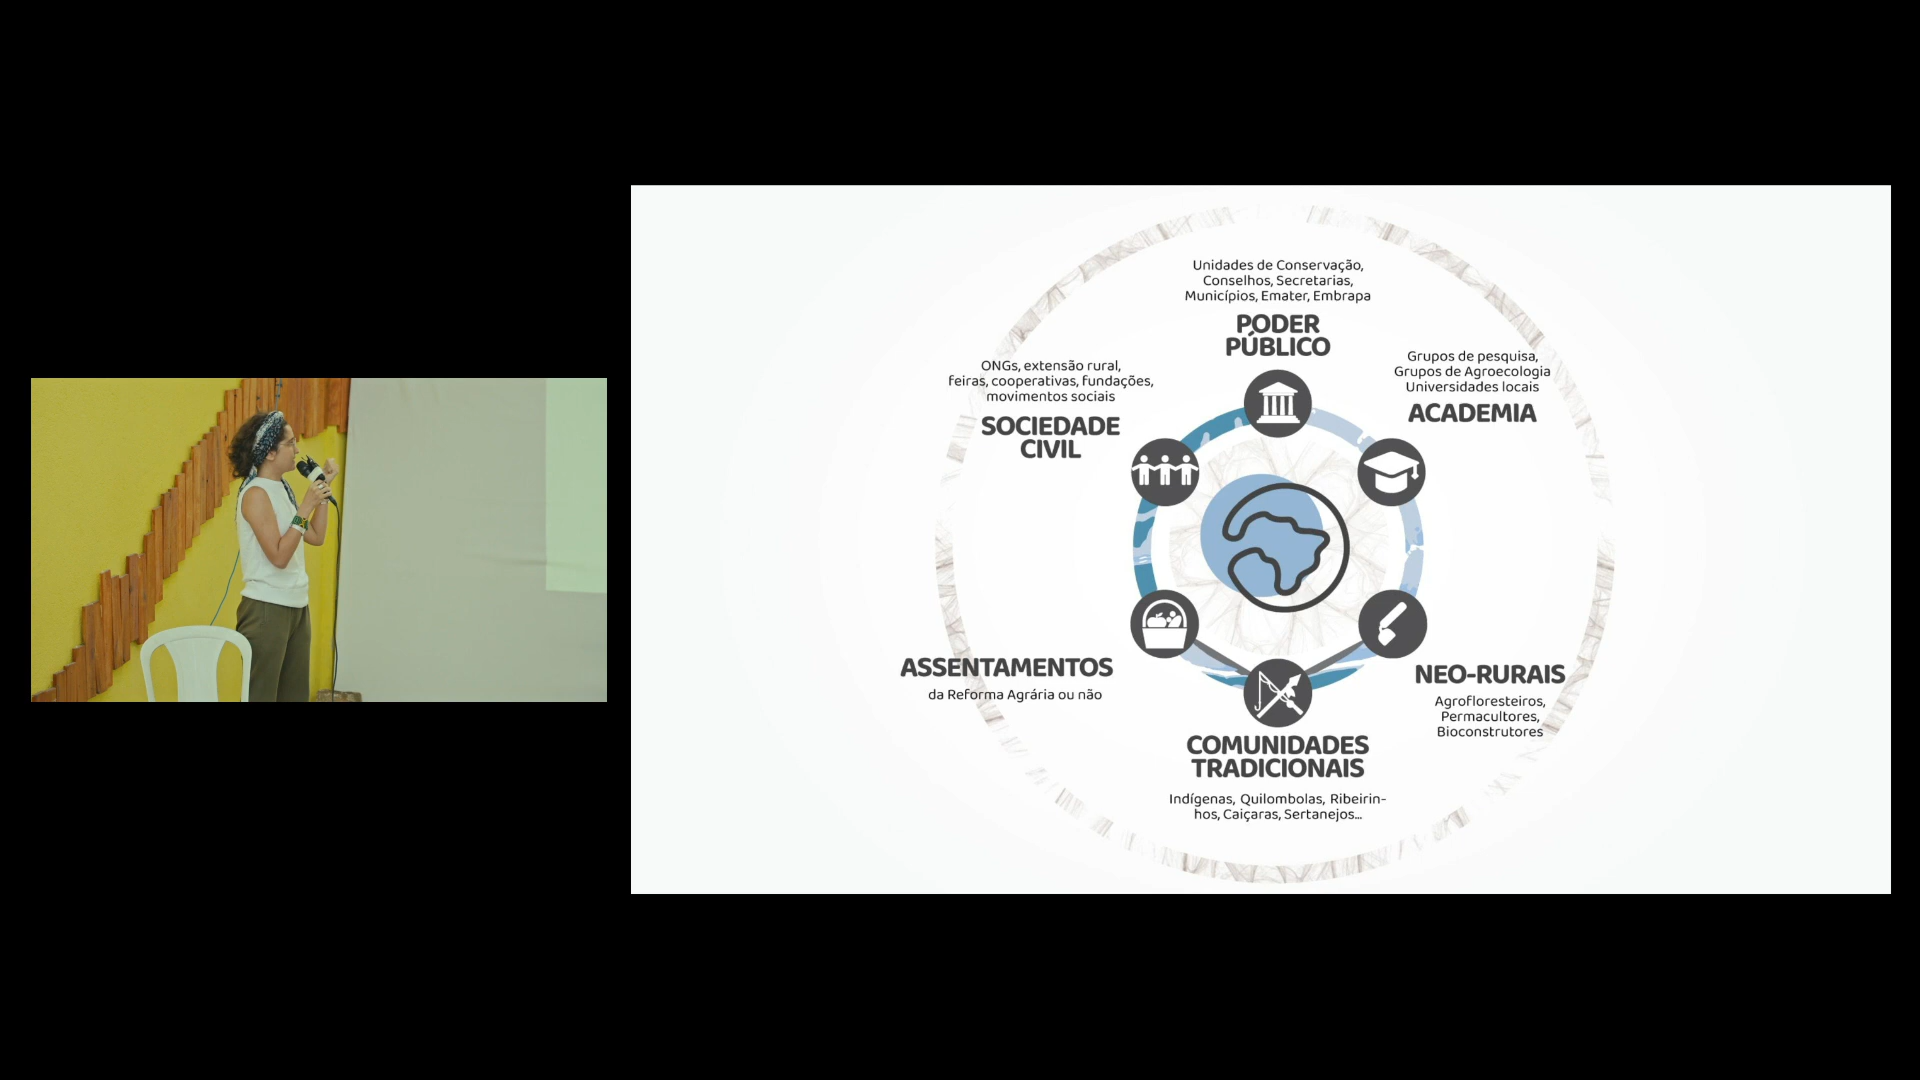 Unidades de Conservação,
Conselhos, Secretarias,
Municípios, Emater, Embrapa
PODER
PÚBLICO
Grupos de pesquisa,
Grupos de Agroecologia
Universidades locais
ACADEMIA
ONGs, extensão rural,
feiras, cooperativas, fundações,
movimentos sociais
SOCIEDADE
CIVIL
ASSENTAMENTOS
da Reforma Agrária ou não
NEO-RURAIS
Agrofloresteiros,
Permacultores,
Bioconstrutores
COMUNIDADES
TRADICIONAIS
Indígenas, Quilombolas, Ribeirin-
hos, Caiçaras, Sertanejos...